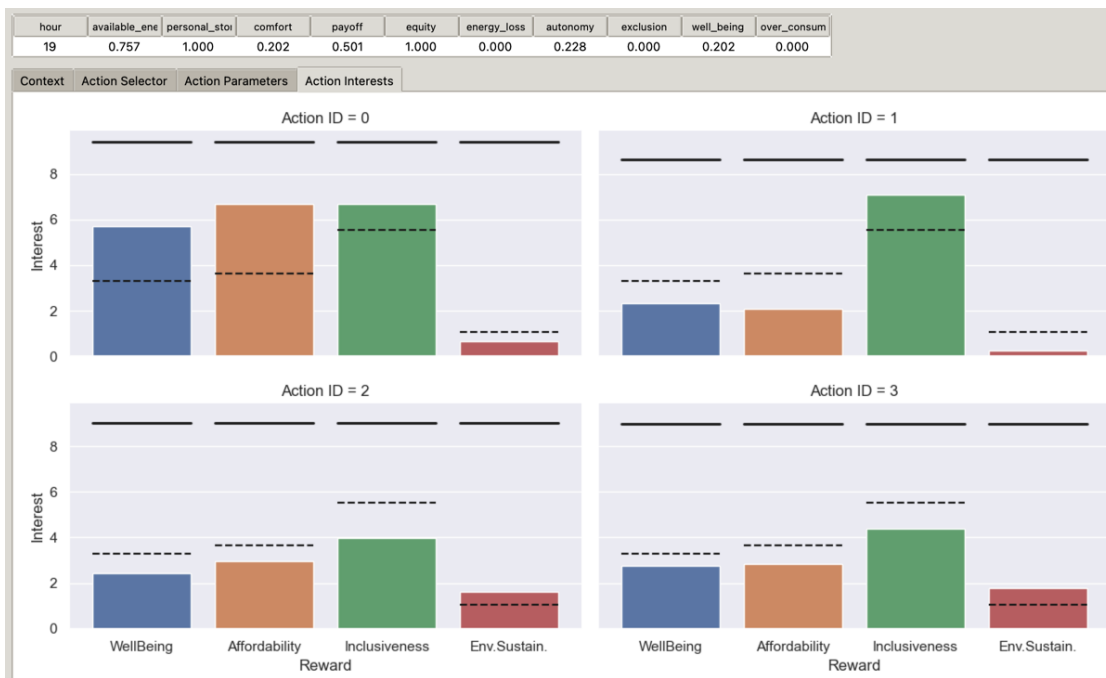 hour available_ene personal_stor comfort payoff equity energy_loss autonomy exclusion well_being over_consum
19 0.757 1.000 0.202 0.501 1.000 0.000 0.228 0.000 0.202 0.000
Context Action Selector Action Parameters Action Interests
Action ID = 0 Action ID = 1
8
6
4
2
0
Interest
Action ID = 2 Action ID = 3
8
6
4
2
0
Interest
WellBeing Affordability Inclusiveness Env.Sustain. WellBeing Affordability Inclusiveness Env.Sustain.
Reward Reward